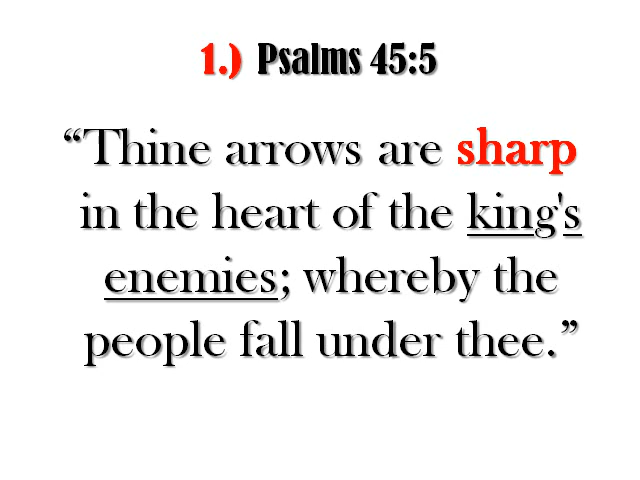 1.) Psalms 45:5
“Thine arrows are sharp
in the heart of the king's
enemies; whereby the
people fall under thee.”